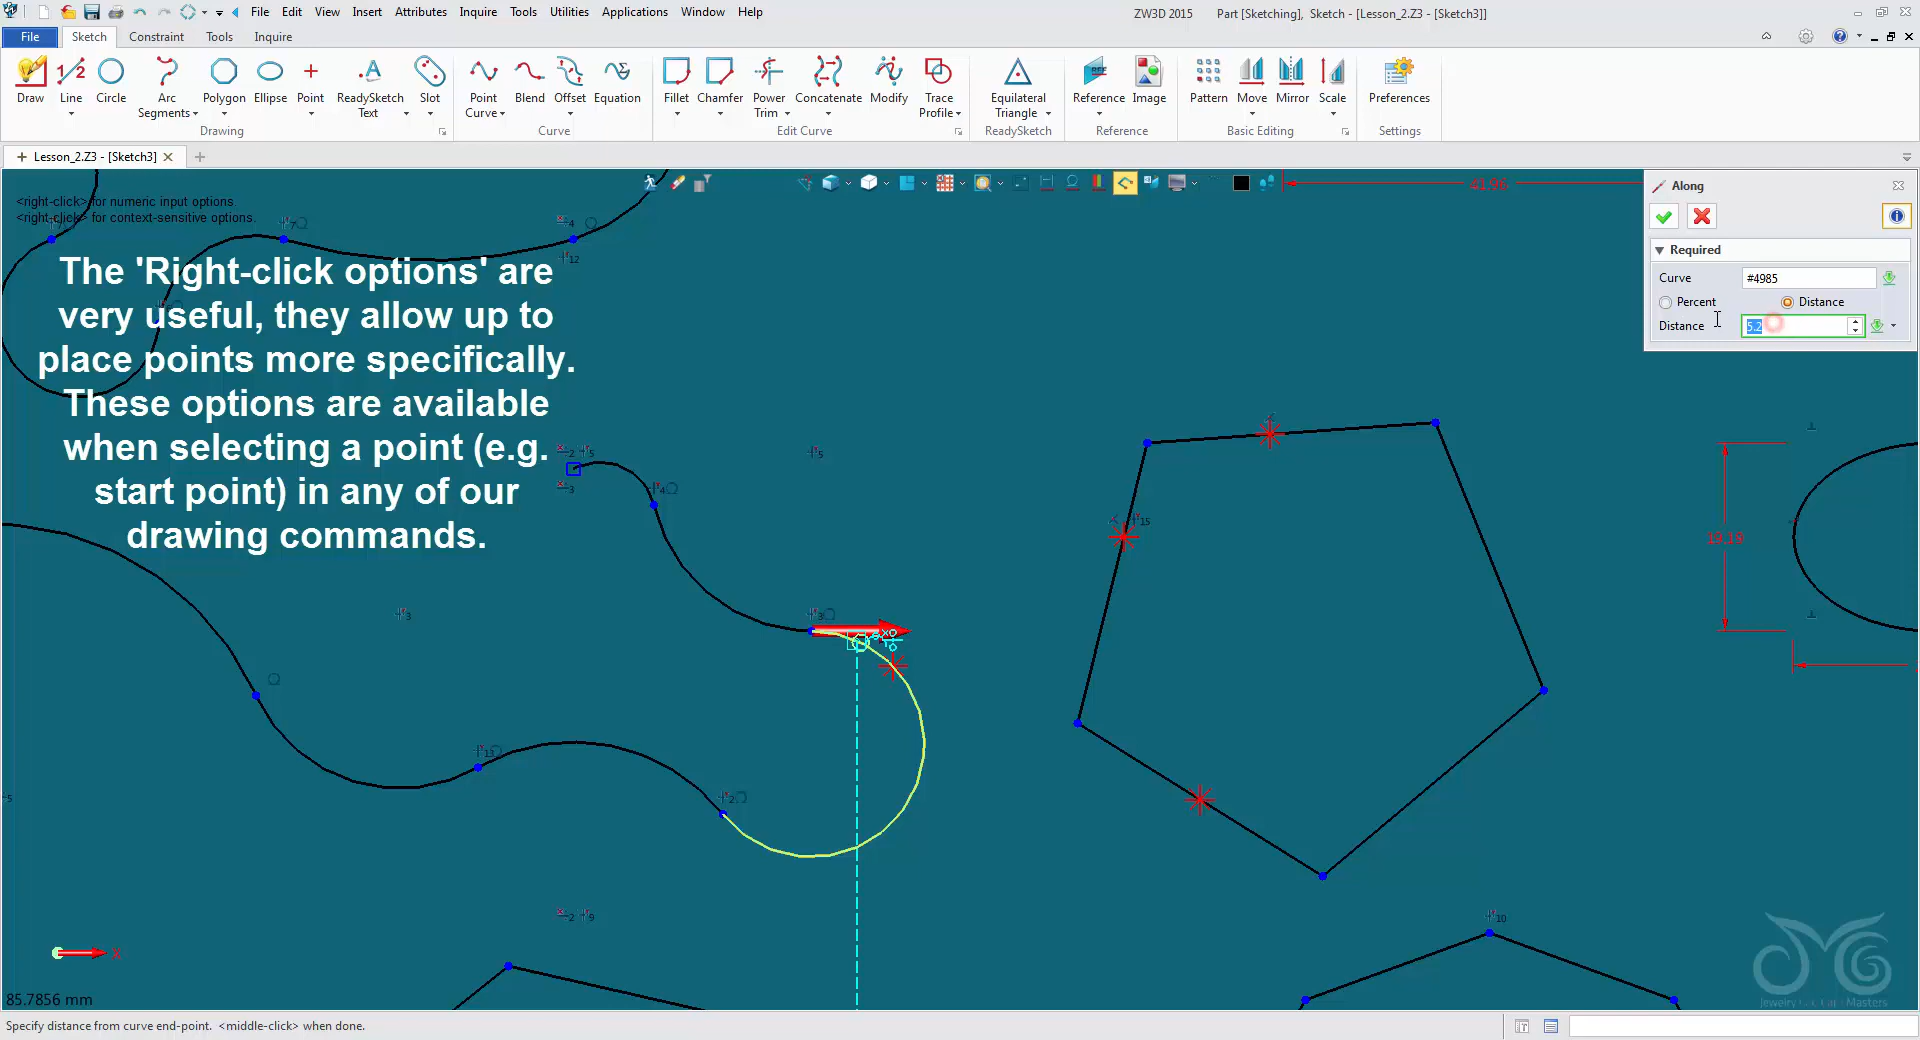 File Edit View Insert Attributes Inquire Tools Utilities Applications Window Help
ZW3D 2015 Part [Sketching], Sketch - [Lesson_2.Z3 - [Sketch3]]
File Sketch Constraint Tools Inquire
Draw Line Circle Arc Segments Polygon Ellipse Point ReadySketch Text Slot
Drawing
Point Curve Blend Offset Equation
Curve
Fillet Chamfer Power Trim Concatenate Modify Trace Profile
Edit Curve
Equilateral Triangle
ReadySketch
Reference Image
Reference
Pattern Move Mirror Scale
Basic Editing
Preferences
Settings
Lesson_2.Z3 - [Sketch3]
<right-click> for numeric input options.
<right-click> for context-sensitive options.
The 'Right-click options' are
very useful, they allow up to
place points more specifically.
These options are available
when selecting a point (e.g.
start point) in any of our
drawing commands.
41.96
Along
Required
Curve #4985
Percent Distance
Distance 5.2
19.18
X
85.7856 mm
Specify distance from curve end-point. <middle-click> when done.